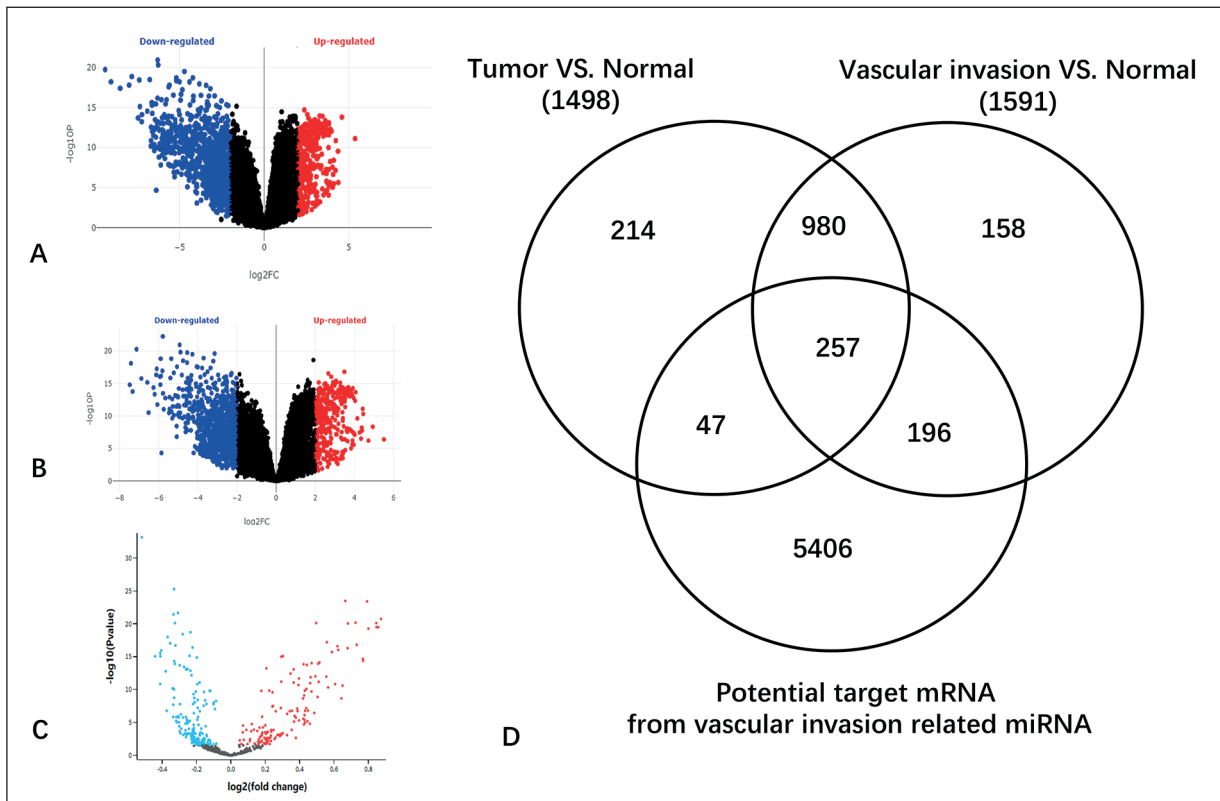 Down-regulated
Up-regulated
20
15
10
5
0
-log10P
−5
0
5
log2FC
A
Down-regulated
Up-regulated
20
15
10
5
0
-log10P
−8
−6
−4
−2
0
2
4
6
log2FC
B
30
25
20
15
10
5
0
-log10(Pvalue)
-0.4
-0.2
0.0
0.2
0.4
0.6
0.8
log2(fold change)
C
Tumor VS. Normal
(1498)
Vascular invasion VS. Normal
(1591)
214
980
158
257
47
196
5406
Potential target mRNA
from vascular invasion related miRNA
D